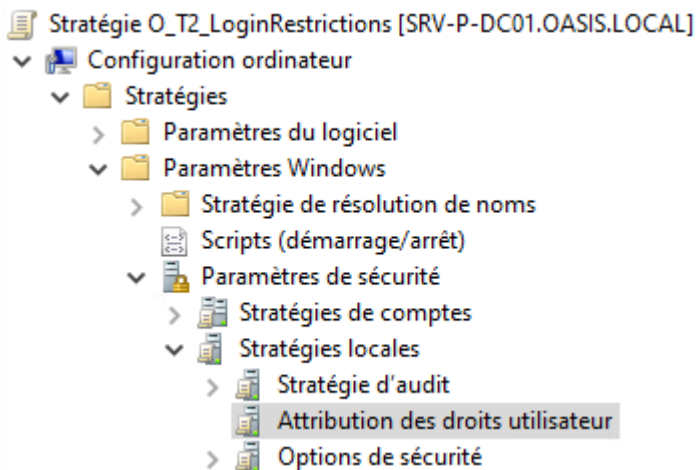 Stratégie O_T2_LoginRestrictions [SRV-P-DC01.OASIS.LOCAL]
Configuration ordinateur
Stratégies
Paramètres du logiciel
Paramètres Windows
Stratégie de résolution de noms
Scripts (démarrage/arrêt)
Paramètres de sécurité
Stratégies de comptes
Stratégies locales
Stratégie d'audit
Attribution des droits utilisateur
Options de sécurité